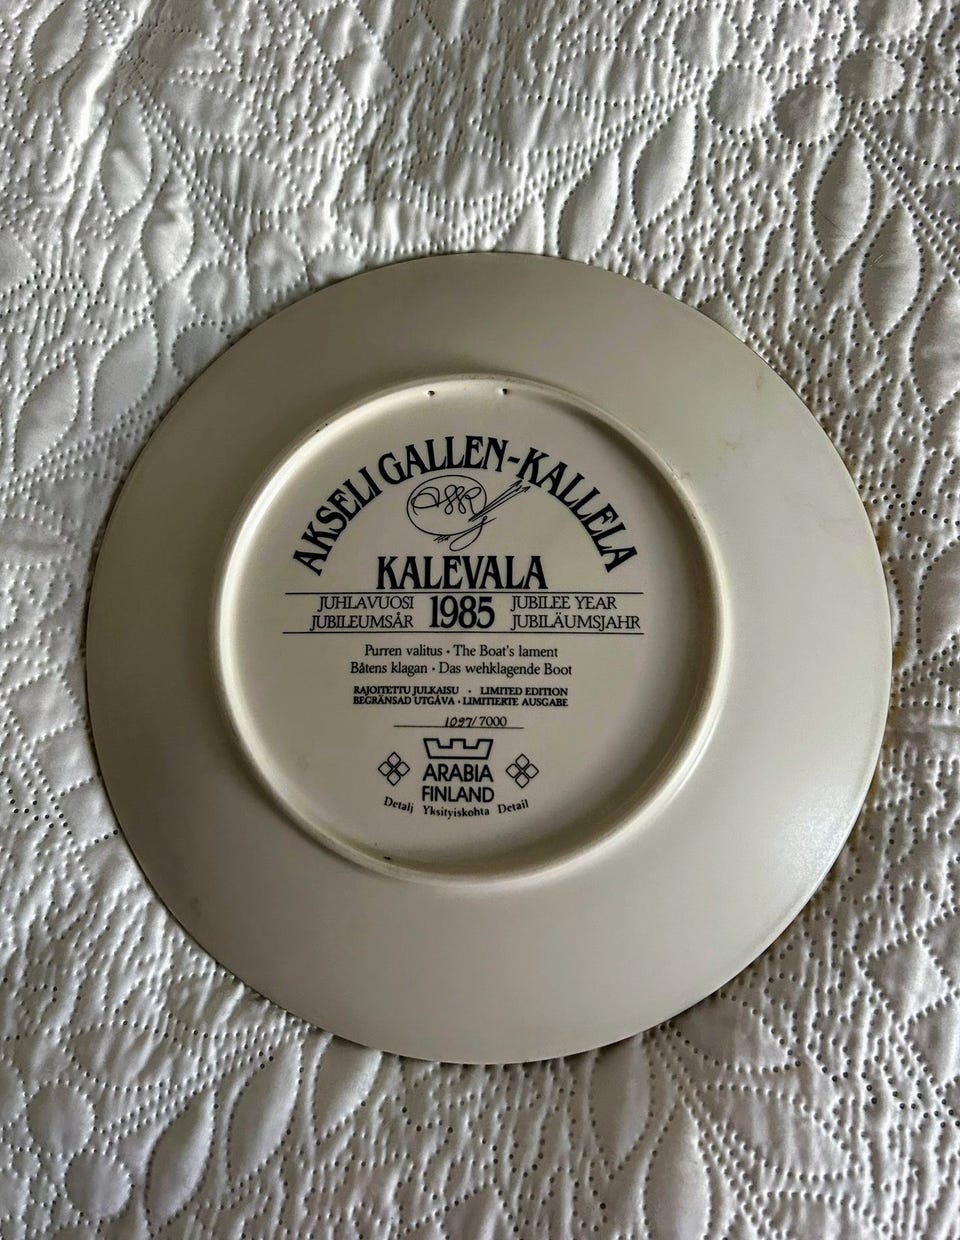 AKSELI GALLEN-KALLELA
KALEVALA
JUHLAVUOSI 1985 JUBILEE YEAR
JUBILEUMSÅR JUBILÄUMSJAHR
Purren valitus • The Boat's lament
Båtens klagan • Das wehklagende Boot
RAJOITETTU JULKAISU • LIMITED EDITION
BEGRÄNSAD UTGÅVA • LIMITIERTE AUSGABE
1097/7000
ARABIA
FINLAND
Detalj Yksityiskohta Detail